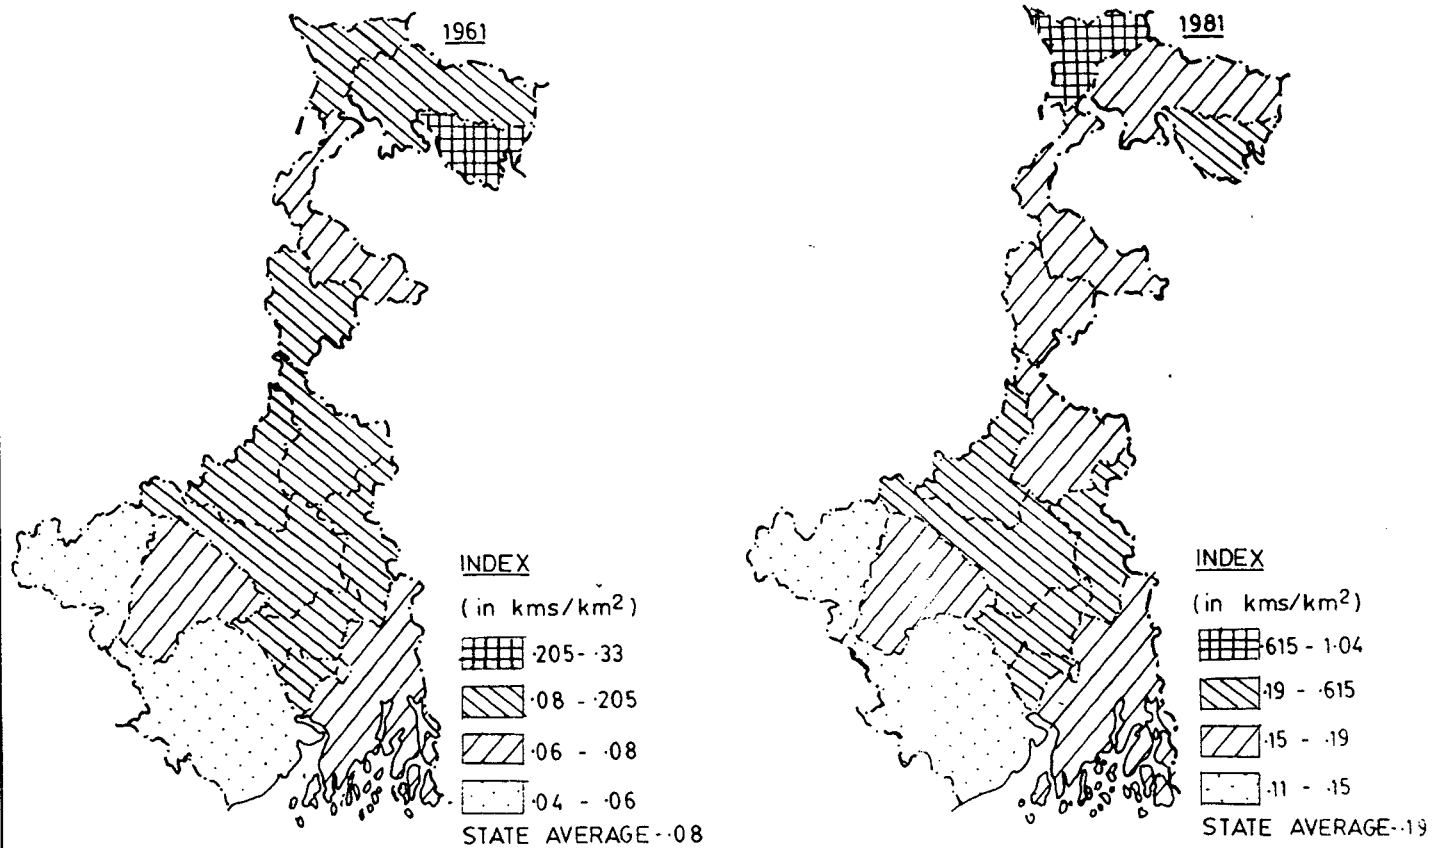 1961
INDEX
(in kms/km²)
·205- ·33
·08 - ·205
·06 - ·08
·04 - ·06
STATE AVERAGE-·08
1981
INDEX
(in kms/km²)
·615 - 1·04
·19 - ·615
·15 - ·19
·11 - ·15
STATE AVERAGE-·19